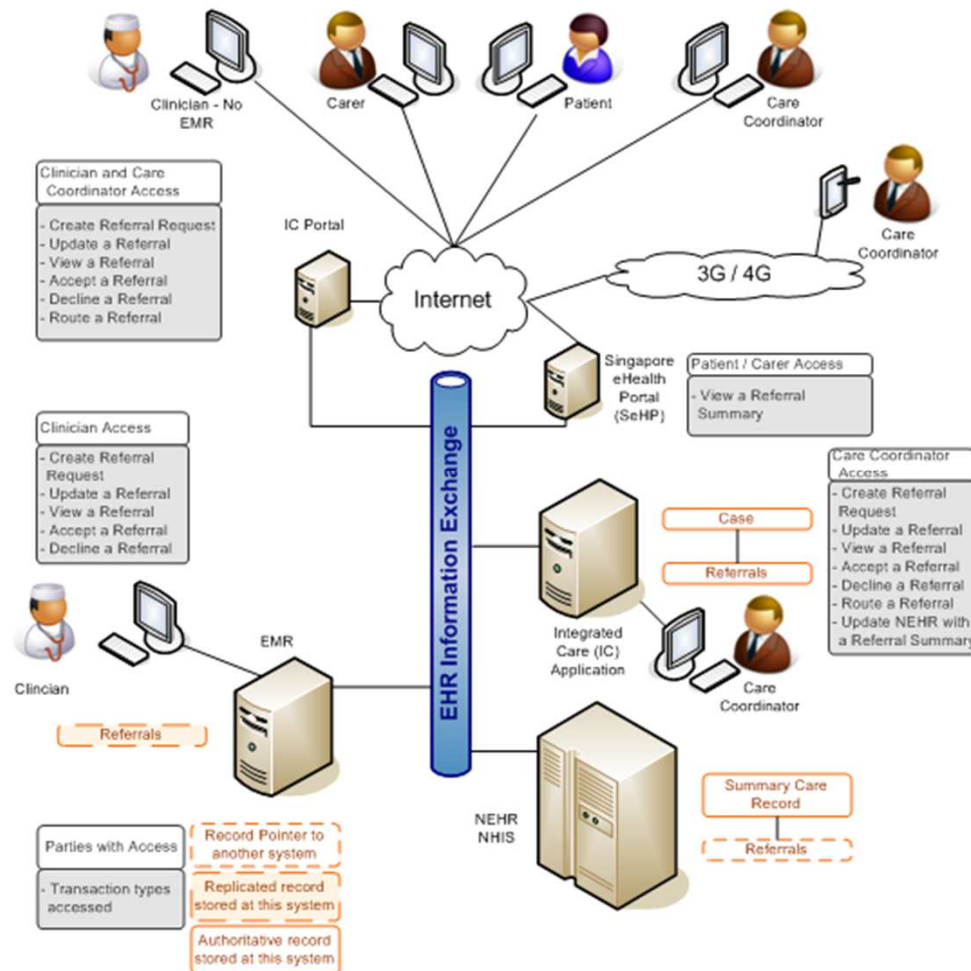 Clinician - No
EMR
Carer
Patient
Care
Coordinator
Clinician and Care
Coordinator Access
- Create Referral Request
- Update a Referral
- View a Referral
- Accept a Referral
- Decline a Referral
- Route a Referral
IC Portal
Internet
3G / 4G
Care
Coordinator
Singapore
eHealth
Portal
(SeHP)
Patient / Carer Access
- View a Referral
Summary
Clinician Access
- Create Referral
Request
- Update a Referral
- View a Referral
- Accept a Referral
- Decline a Referral
EHR Information Exchange
Case
Referrals
Care Coordinator
Access
- Create Referral
Request
- Update a Referral
- View a Referral
- Accept a Referral
- Decline a Referral
- Route a Referral
- Update NEHR with
a Referral Summary
Integrated
Care (IC)
Application
Care
Coordinator
Clincian
EMR
Referrals
NEHR
NHIS
Summary Care
Record
Referrals
Parties with Access
- Transaction types
accessed
Record Pointer to
another system
Replicated record
stored at this system
Authoritative record
stored at this system